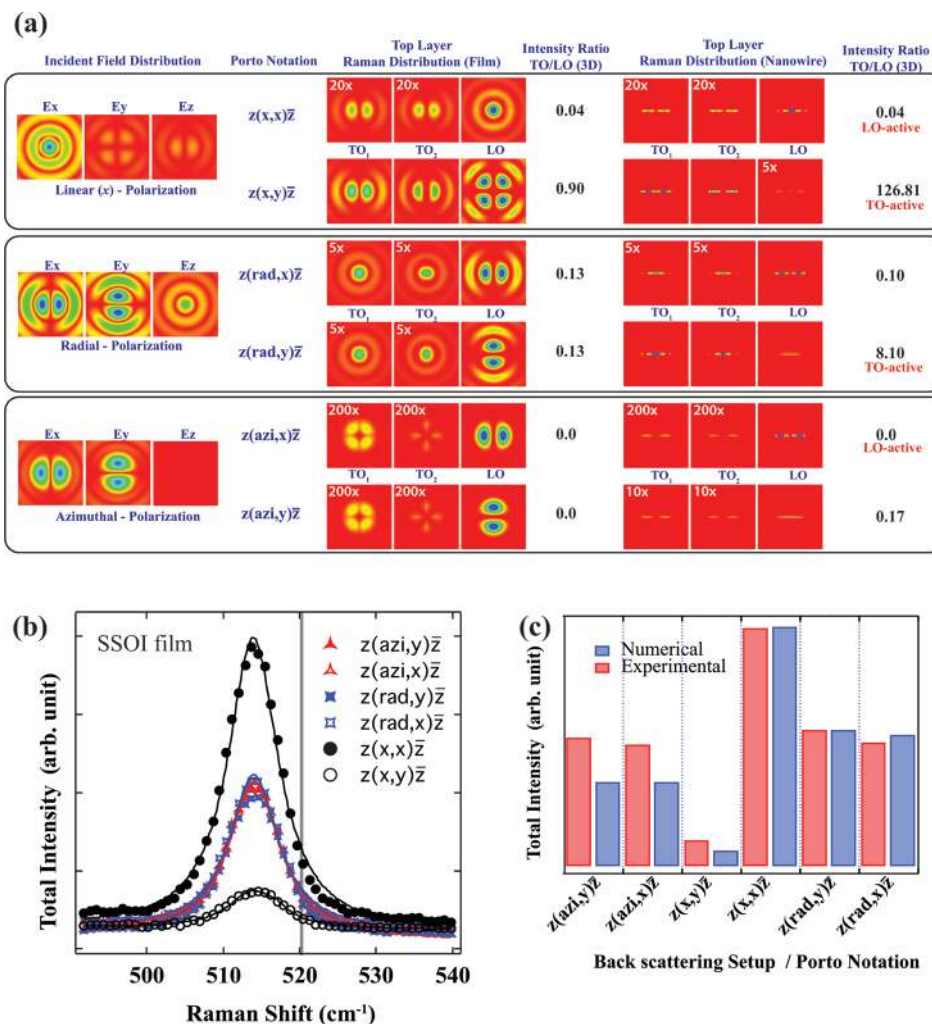 (a)
Incident Field Distribution Porto Notation Top Layer Raman Distribution (Film) Intensity Ratio TO/LO (3D) Top Layer Raman Distribution (Nanowire) Intensity Ratio TO/LO (3D)
Ex Ey Ez
Linear (x) - Polarization
z(x,x)z̄ 20x 20x 0.04 20x 20x 0.04
LO-active
TO₁ TO₂ LO TO₁ TO₂ LO
z(x,y)z̄ 0.90 5x 126.81
TO-active
Ex Ey Ez
Radial - Polarization
z(rad,x)z̄ 5x 5x 0.13 5x 5x 0.10
TO₁ TO₂ LO TO₁ TO₂ LO
z(rad,y)z̄ 5x 5x 0.13 8.10
TO-active
Ex Ey Ez
Azimuthal - Polarization
z(azi,x)z̄ 200x 200x 0.0 200x 200x 0.0
LO-active
TO₁ TO₂ LO TO₁ TO₂ LO
z(azi,y)z̄ 200x 200x 0.0 10x 10x 0.17
(b)
SSOI film
z(azi,y)z̄
z(azi,x)z̄
z(rad,y)z̄
z(rad,x)z̄
z(x,x)z̄
z(x,y)z̄
Total Intensity (arb. unit)
500 510 520 530 540
Raman Shift (cm⁻¹)
(c)
Numerical
Experimental
Total Intensity (arb. unit)
z(azi,y)z̄ z(azi,x)z̄ z(x,y)z̄ z(x,x)z̄ z(rad,y)z̄ z(rad,x)z̄
Back scattering Setup / Porto Notation